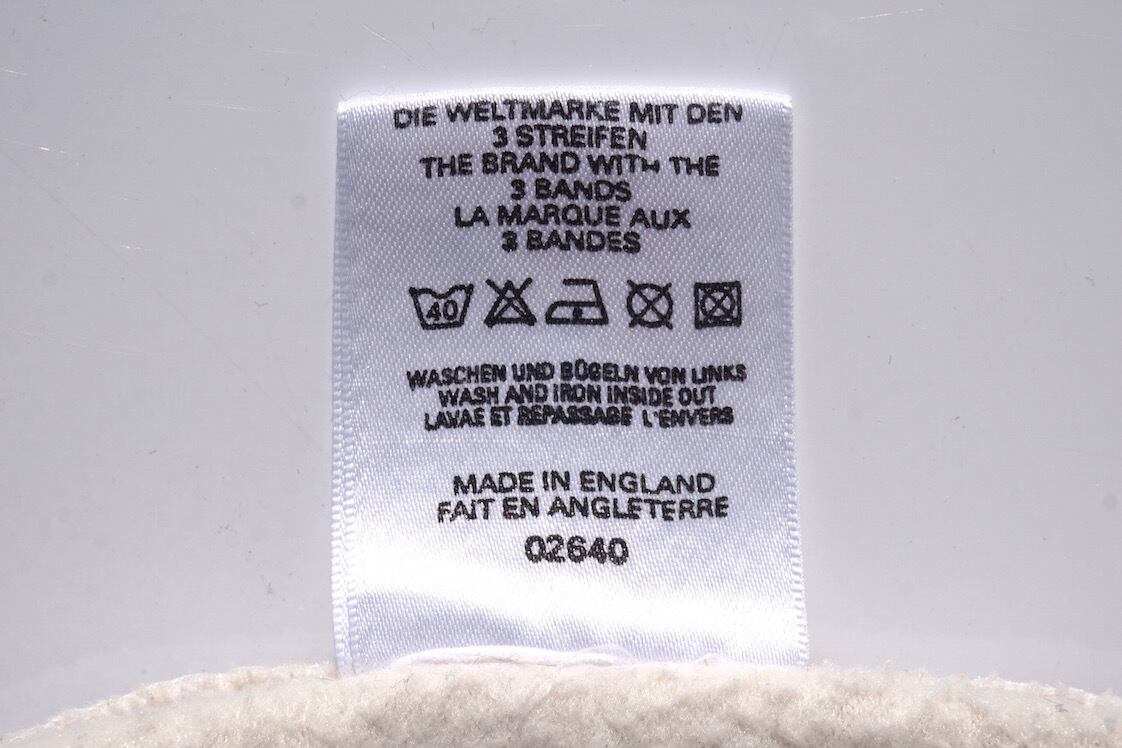 DIE WELTMARKE MIT DEN
3 STREIFEN
THE BRAND WITH THE
3 BANDS
LA MARQUE AUX
3 BANDES
40
WASCHEN UND BÜGELN VON LINKS
WASH AND IRON INSIDE OUT
LAVAE ET REPASSAGE L'ENVERS
MADE IN ENGLAND
FAIT EN ANGLETERRE
02640